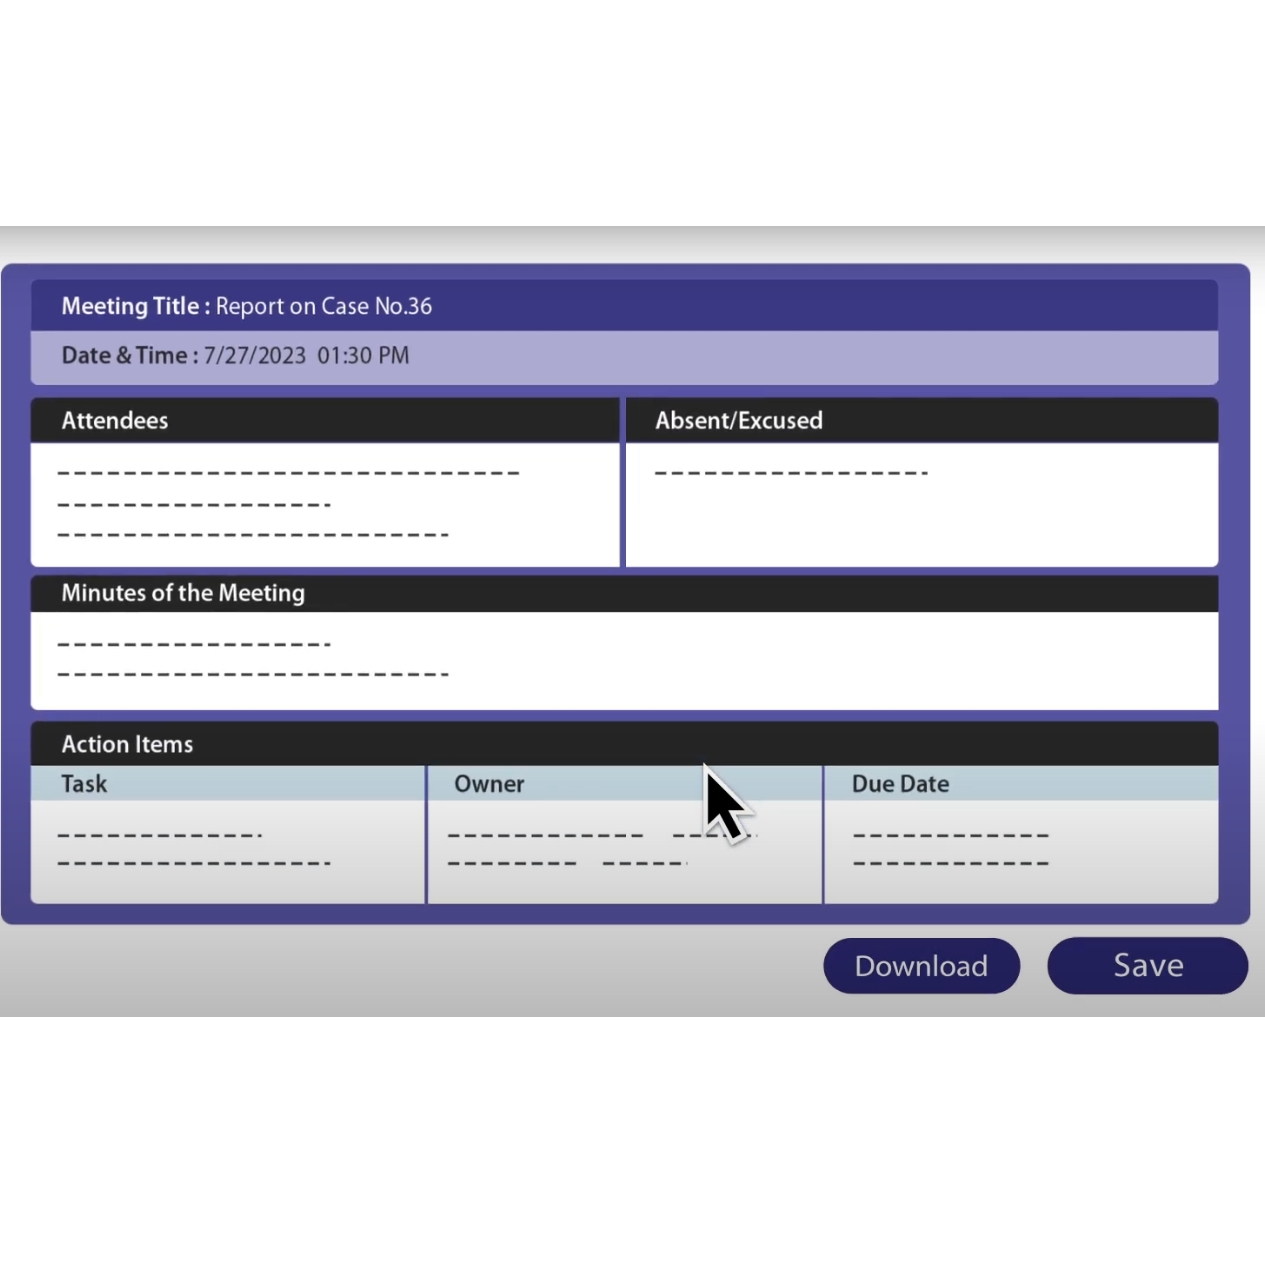 Meeting Title : Report on Case No.36
Date & Time : 7/27/2023 01:30 PM
Attendees
Absent/Excused
Minutes of the Meeting
Action Items
Task
Owner
Due Date
Download
Save